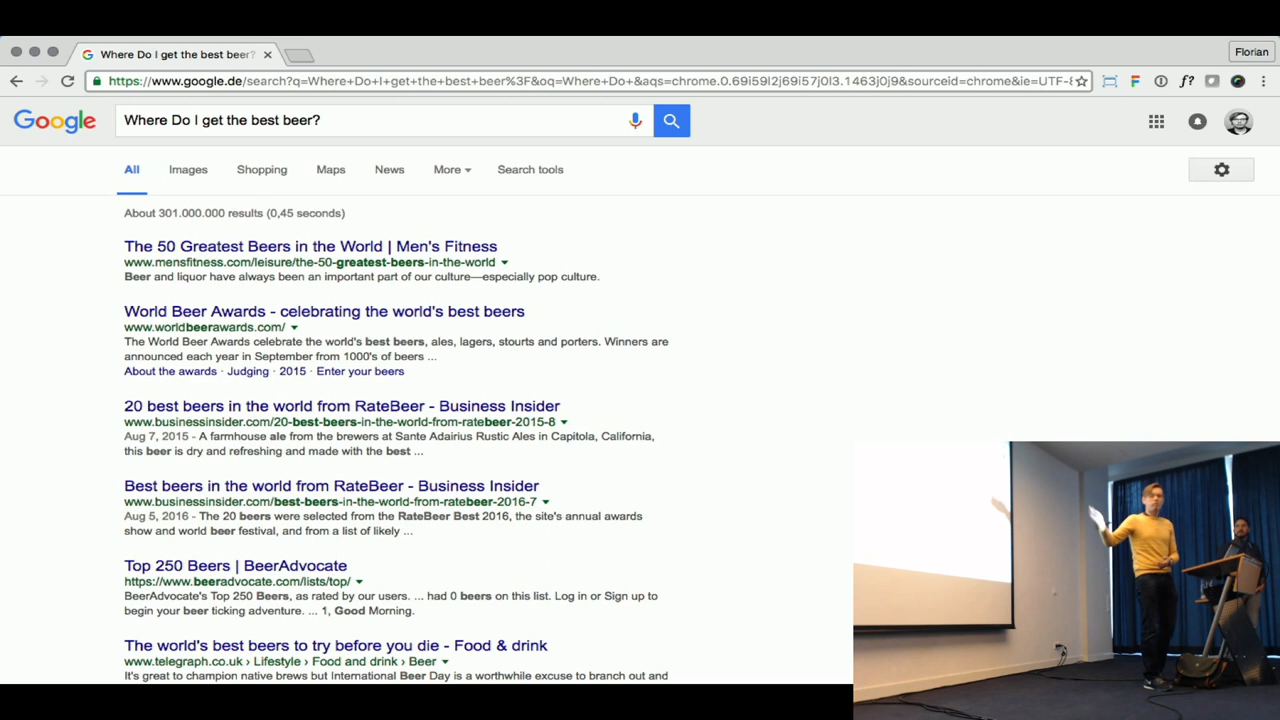 Where Do I get the best beer?
Florian
https://www.google.de/search?q=Where+Do+I+get+the+best+beer%3F&oq=Where+Do+&aqs=chrome.0.69i59l2j69i57j0l3.1463j0j9&sourceid=chrome&ie=UTF-8
Google
Where Do I get the best beer?
All Images Shopping Maps News More Search tools
About 301.000.000 results (0,45 seconds)
The 50 Greatest Beers in the World | Men's Fitness
www.mensfitness.com/leisure/the-50-greatest-beers-in-the-world
Beer and liquor have always been an important part of our culture—especially pop culture.
World Beer Awards - celebrating the world's best beers
www.worldbeerawards.com/
The World Beer Awards celebrate the world's best beers, ales, lagers, stourts and porters. Winners are
announced each year in September from 1000's of beers ...
About the awards · Judging · 2015 · Enter your beers
20 best beers in the world from RateBeer - Business Insider
www.businessinsider.com/20-best-beers-in-the-world-from-ratebeer-2015-8
Aug 7, 2015 - A farmhouse ale from the brewers at Sante Adairius Rustic Ales in Capitola, California,
this beer is dry and refreshing and made with the best ...
Best beers in the world from RateBeer - Business Insider
www.businessinsider.com/best-beers-in-the-world-from-ratebeer-2016-7
Aug 5, 2016 - The 20 beers were selected from the RateBeer Best 2016, the site's annual awards
show and world beer festival, and from a list of likely ...
Top 250 Beers | BeerAdvocate
https://www.beeradvocate.com/lists/top/
BeerAdvocate's Top 250 Beers, as rated by our users. ... had 0 beers on this list. Log in or Sign up to
begin your beer ticking adventure. ... 1, Good Morning.
The world's best beers to try before you die - Food & drink
www.telegraph.co.uk › Lifestyle › Food and drink › Beer
It's great to champion native brews but International Beer Day is a worthwhile excuse to branch out and